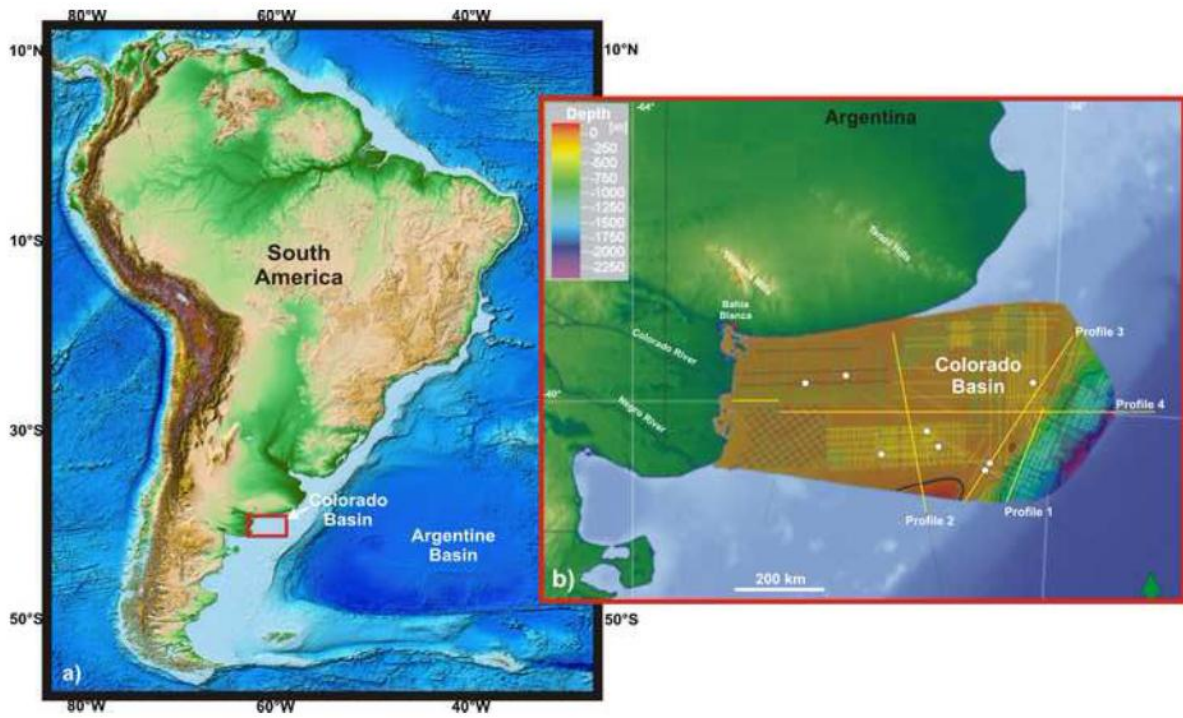 80°W 60°W 40°W
10°N
10°N
10°S
30°S
50°S
50°S
South
America
Colorado
Basin
Argentine
Basin
a)
80°W 60°W 40°W
Depth
[m]
0
-250
-500
-750
-1000
-1250
-1500
-1750
-2000
-2250
-64°
Argentina
Tandil Hills
Bahia
Blanca
Colorado River
Negro River
-40°
Colorado
Basin
Profile 3
Profile 4
Profile 2
Profile 1
200 km
b)